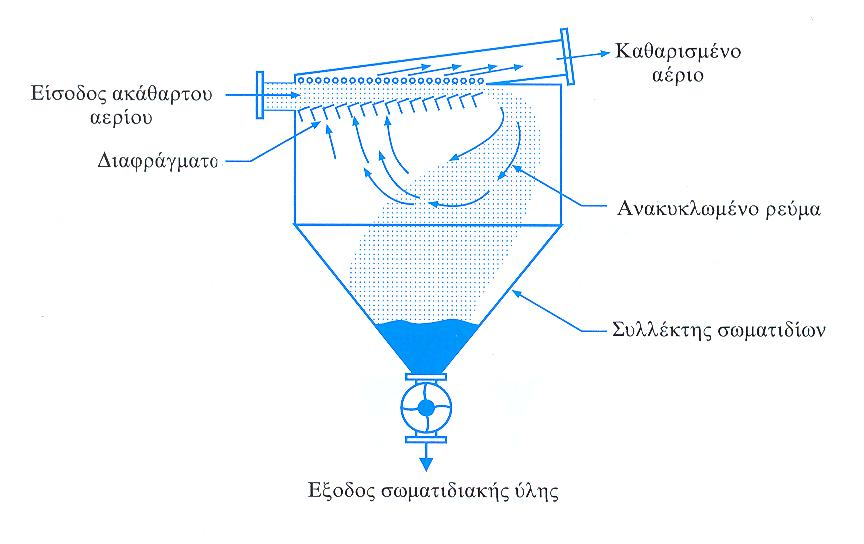 Καθαρισμένο
αέριο
Είσοδος ακάθαρτου
αερίου
Διαφράγματα
Ανακυκλωμένο ρεύμα
Συλλέκτης σωματιδίων
Εξοδος σωματιδιακής ύλης